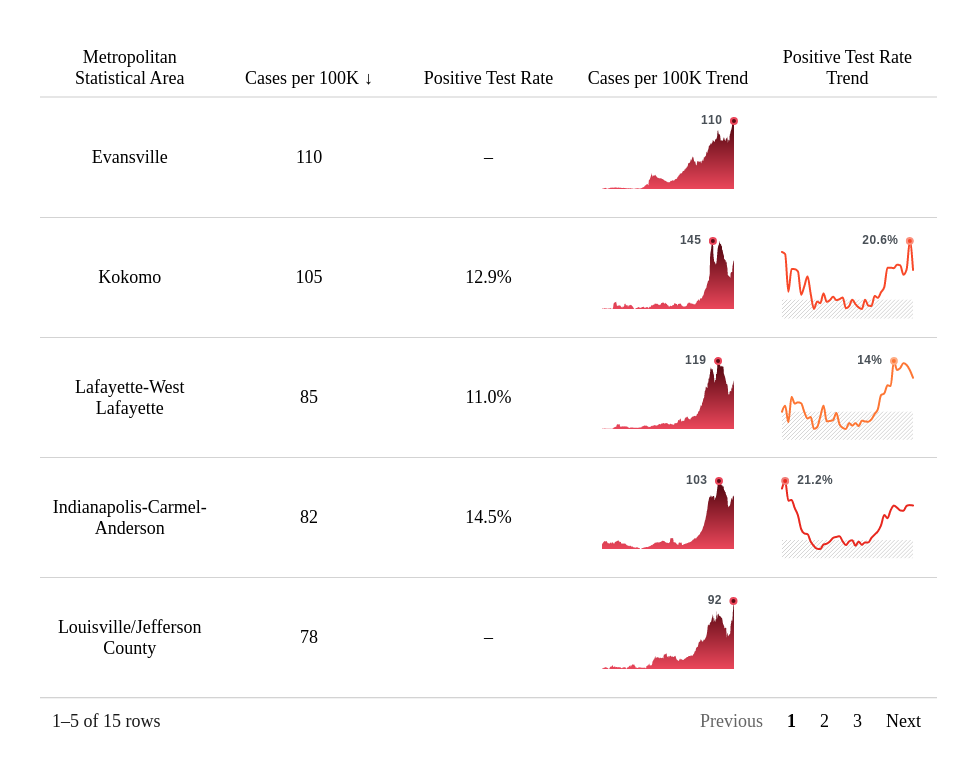 Metropolitan
Statistical Area
Cases per 100K ↓
Positive Test Rate
Cases per 100K Trend
Positive Test Rate
Trend
Evansville
110
–
110
Kokomo
105
12.9%
145
20.6%
Lafayette-West
Lafayette
85
11.0%
119
14%
Indianapolis-Carmel-
Anderson
82
14.5%
103
21.2%
Louisville/Jefferson
County
78
–
92
1–5 of 15 rows
Previous 1 2 3 Next